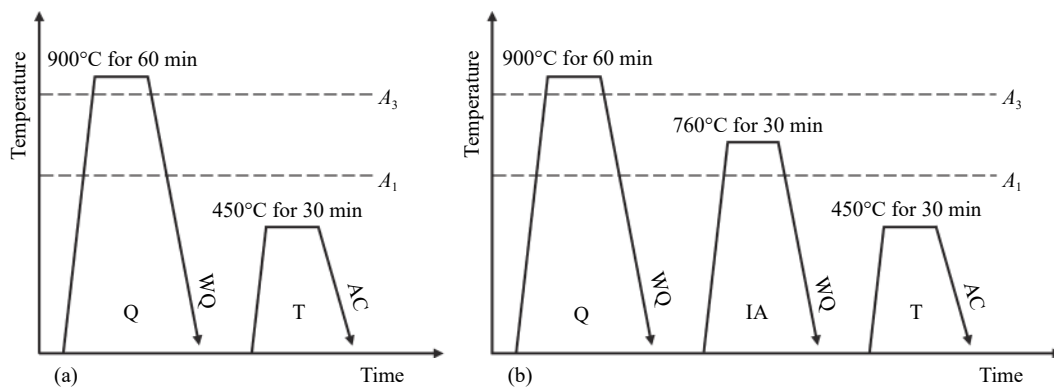 Temperature
900°C for 60 min
A3
A1
450°C for 30 min
WQ
AC
Q
T
(a)
Time
Temperature
900°C for 60 min
A3
760°C for 30 min
A1
450°C for 30 min
WQ
WQ
AC
Q
IA
T
(b)
Time